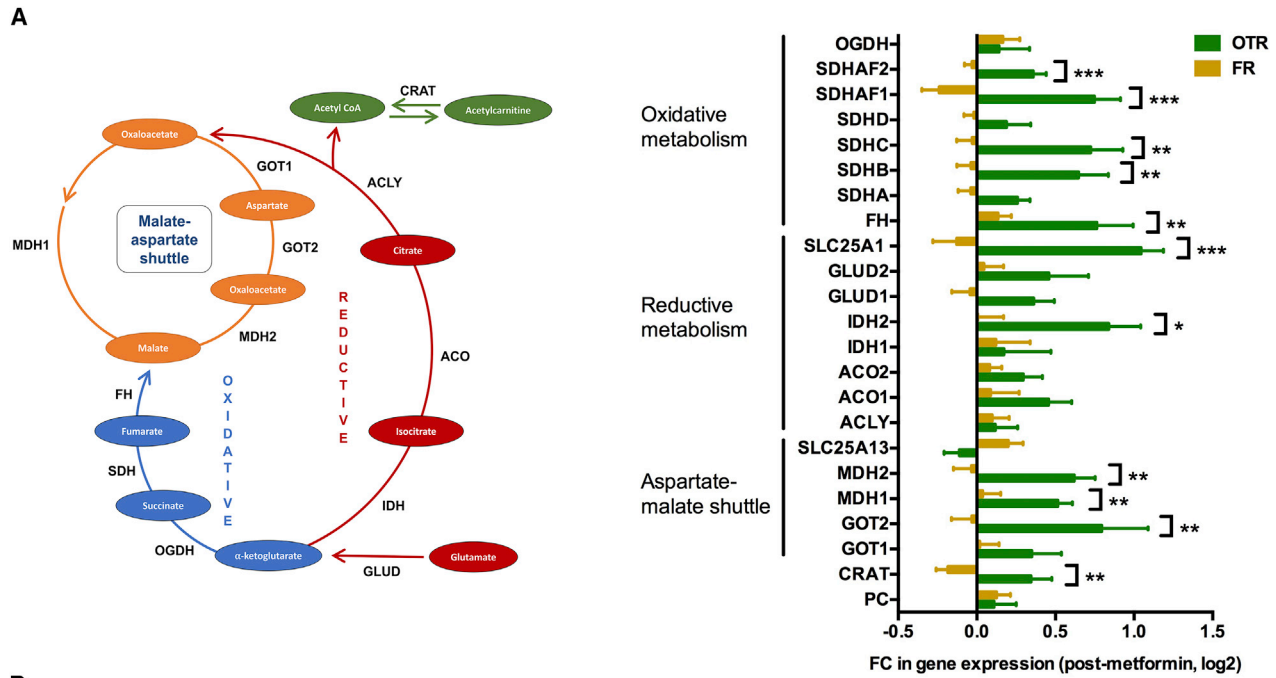 A
Acetyl CoA
CRAT
Acetylcarnitine
Oxaloacetate
GOT1
ACLY
Aspartate
Malate-
aspartate
shuttle
MDH1
GOT2
Citrate
Oxaloacetate
REDUCTIVE
MDH2
Malate
ACO
FH
OXIDATIVE
Fumarate
Isocitrate
SDH
Succinate
IDH
OGDH
α-ketoglutarate
Glutamate
GLUD
Oxidative
metabolism
Reductive
metabolism
Aspartate-
malate shuttle
OGDH
SDHAF2 ***
SDHAF1 ***
SDHD
SDHC **
SDHB **
SDHA
FH **
SLC25A1 ***
GLUD2
GLUD1
IDH2 *
IDH1
ACO2
ACO1
ACLY
SLC25A13
MDH2 **
MDH1 **
GOT2 **
GOT1
CRAT **
PC
OTR
FR
-0.5 0.0 0.5 1.0 1.5
FC in gene expression (post-metformin, log2)